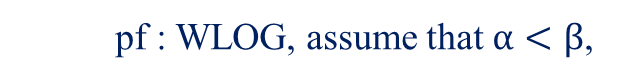 pf : WLOG, assume that α < β,